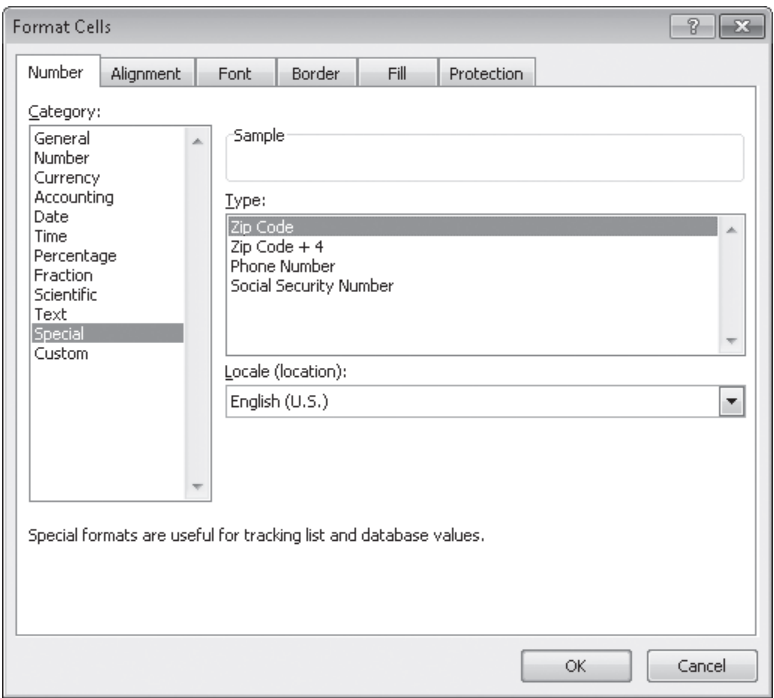 Format Cells
Number Alignment Font Border Fill Protection
Category:
General
Number
Currency
Accounting
Date
Time
Percentage
Fraction
Scientific
Text
Special
Custom
Sample
Type:
Zip Code
Zip Code + 4
Phone Number
Social Security Number
Locale (location):
English (U.S.)
Special formats are useful for tracking list and database values.
OK Cancel